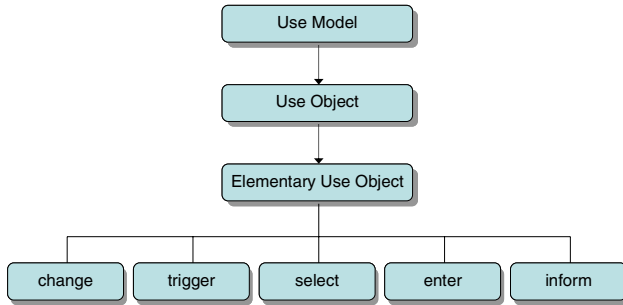 Use Model
Use Object
Elementary Use Object
change
trigger
select
enter
inform